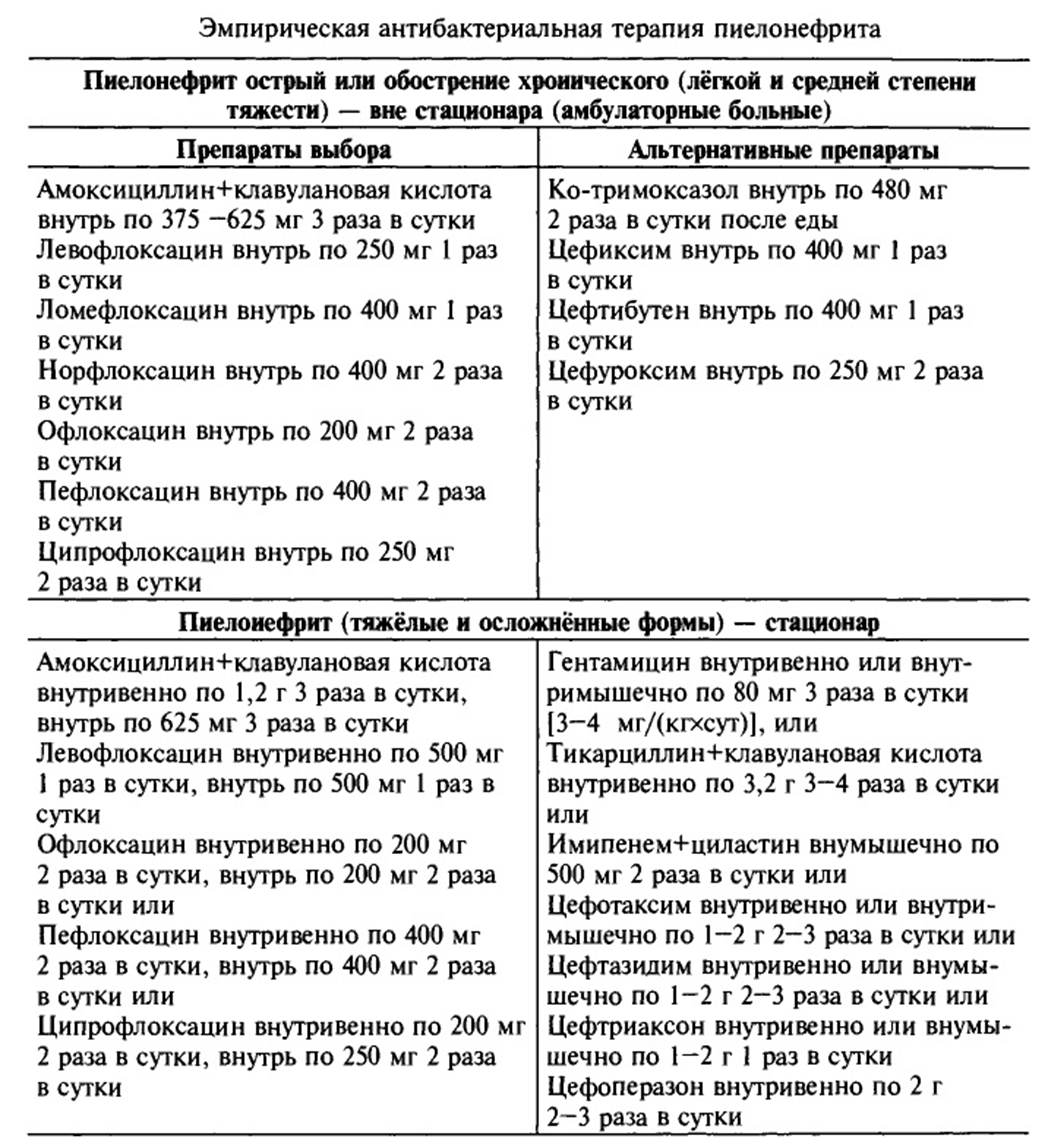 Эмпирическая антибактериальная терапия пиелонефрита
Пиелонефрит острый или обострение хронического (лёгкой и средней степени
тяжести) — вне стационара (амбулаторные больные)
Препараты выбора
Амоксициллин+клавулановая кислота
внутрь по 375 —625 мг 3 раза в сутки
Левофлоксацин внутрь по 250 мг 1 раз
в сутки
Ломефлоксацин внутрь по 400 мг 1 раз
в сутки
Норфлоксацин внутрь по 400 мг 2 раза
в сутки
Офлоксацин внутрь по 200 мг 2 раза
в сутки
Пефлоксацин внутрь по 400 мг 2 раза
в сутки
Ципрофлоксацин внутрь по 250 мг
2 раза в сутки
Альтернативные препараты
Ко-тримоксазол внутрь по 480 мг
2 раза в сутки после еды
Цефиксим внутрь по 400 мг 1 раз
в сутки
Цефтибутен внутрь по 400 мг 1 раз
в сутки
Цефуроксим внутрь по 250 мг 2 раза
в сутки
Пиелонефрит (тяжёлые и осложнённые формы) — стационар
Амоксициллин+клавулановая кислота
внутривенно по 1,2 г 3 раза в сутки,
внутрь по 625 мг 3 раза в сутки
Левофлоксацин внутривенно по 500 мг
1 раз в сутки, внутрь по 500 мг 1 раз в
сутки
Офлоксацин внутривенно по 200 мг
2 раза в сутки, внутрь по 200 мг 2 раза
в сутки или
Пефлоксацин внутривенно по 400 мг
2 раза в сутки, внутрь по 400 мг 2 раза
в сутки или
Ципрофлоксацин внутривенно по 200 мг
2 раза в сутки, внутрь по 250 мг 2 раза
в сутки
Гентамицин внутривенно или внут-
римышечно по 80 мг 3 раза в сутки
[3—4 мг/(кг×сут)], или
Тикарциллин+клавулановая кислота
внутривенно по 3,2 г 3—4 раза в сутки
или
Имипенем+циластин внумышечно по
500 мг 2 раза в сутки или
Цефотаксим внутривенно или внутри-
мышечно по 1—2 г 2—3 раза в сутки или
Цефтазидим внутривенно или внумы-
шечно по 1—2 г 2—3 раза в сутки или
Цефтриаксон внутривенно или внумы-
шечно по 1—2 г 1 раз в сутки
Цефоперазон внутривенно по 2 г
2—3 раза в сутки